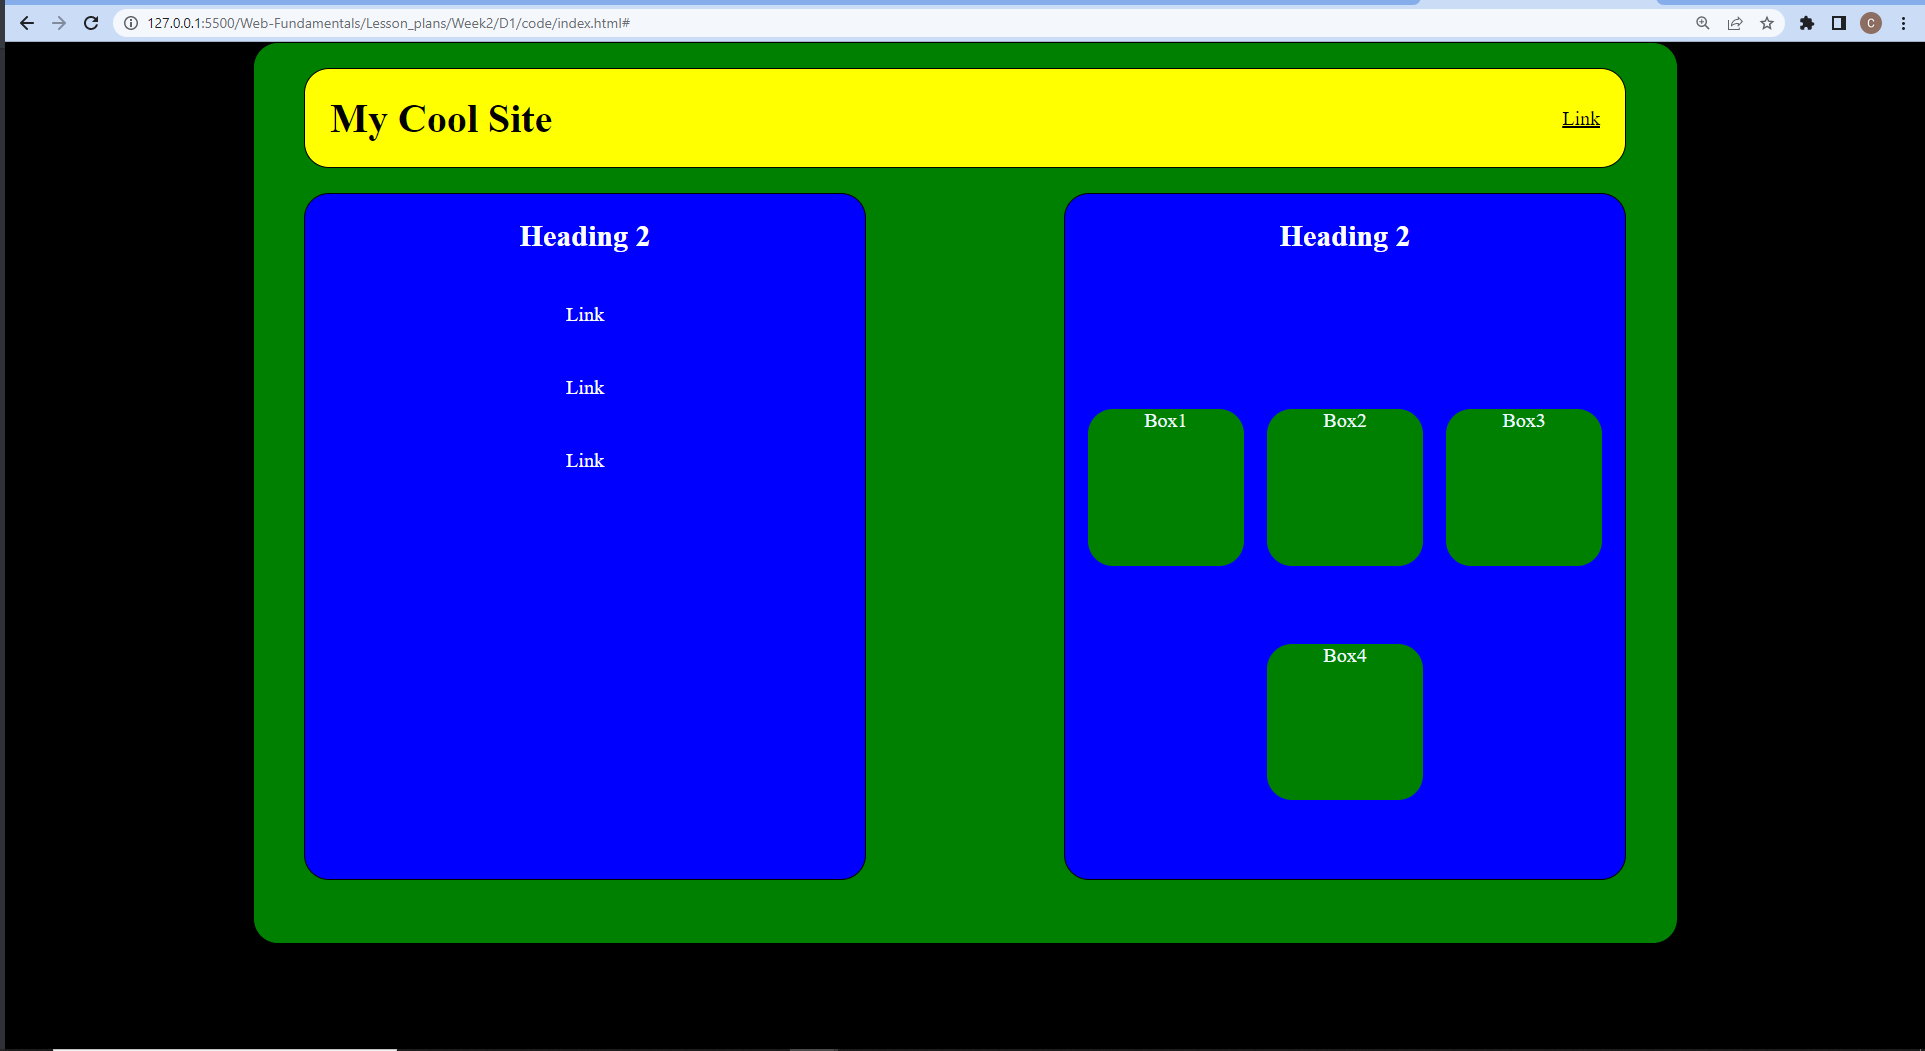 127.0.0.1:5500/Web-Fundamentals/Lesson_plans/Week2/D1/code/index.html#
C
My Cool Site
Link
Heading 2
Link
Link
Link
Heading 2
Box1
Box2
Box3
Box4